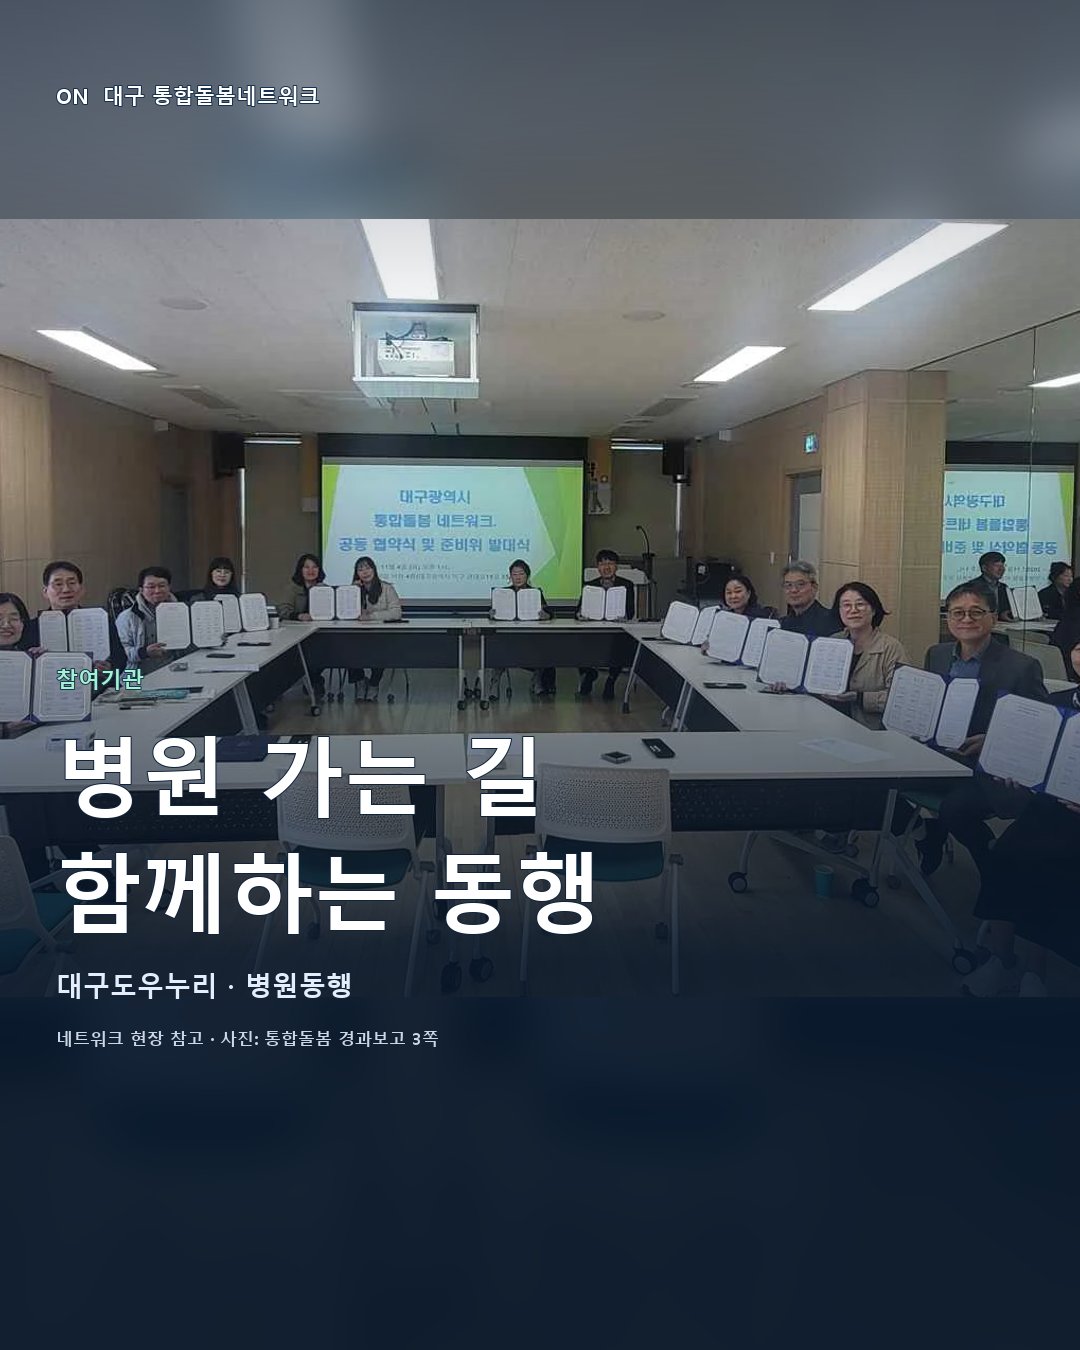 ON 대구 통합돌봄네트워크
대구광역시
통합돌봄 네트워크.
공동 협약식 및 준비위 발대식
참여기관
병원 가는 길
함께하는 동행
대구도우누리 · 병원동행
네트워크 현장 참고 · 사진: 통합돌봄 경과보고 3쪽